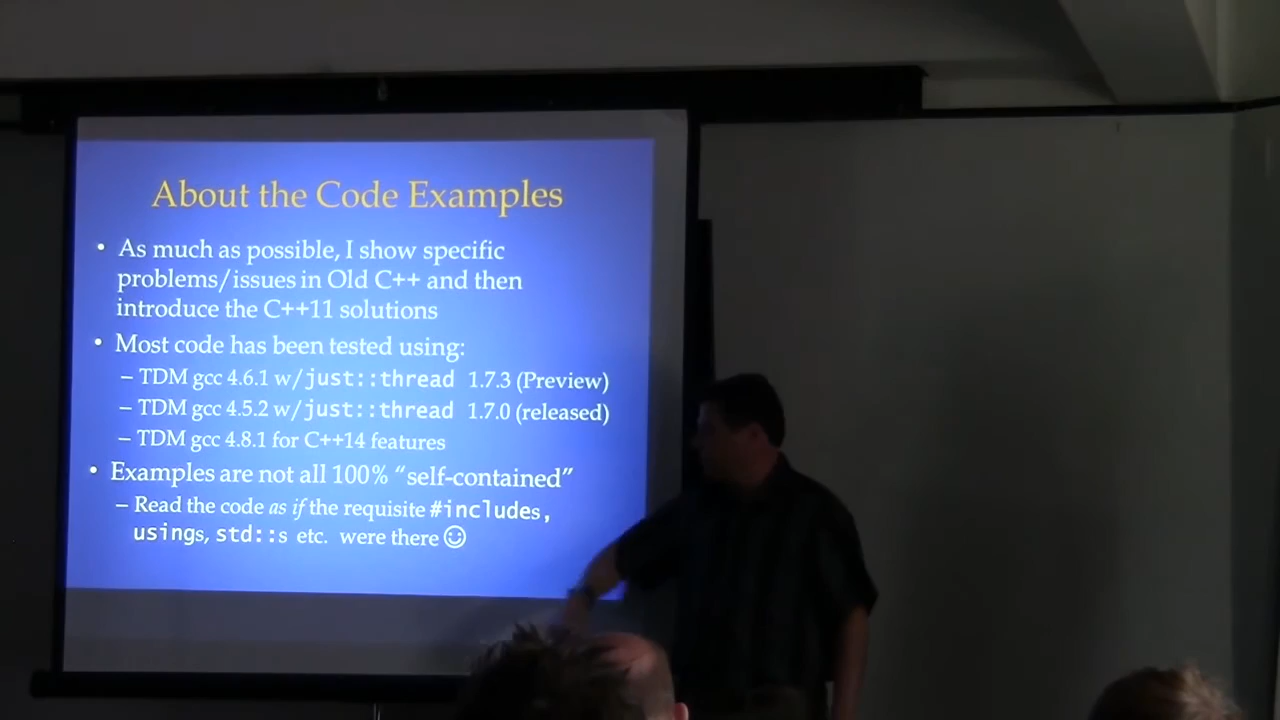 About the Code Examples
• As much as possible, I show specific
problems/issues in Old C++ and then
introduce the C++11 solutions
• Most code has been tested using:
– TDM gcc 4.6.1 w/just::thread 1.7.3 (Preview)
– TDM gcc 4.5.2 w/just::thread 1.7.0 (released)
– TDM gcc 4.8.1 for C++14 features
• Examples are not all 100% “self-contained”
– Read the code as if the requisite #includes,
usings, std::s etc. were there ☺